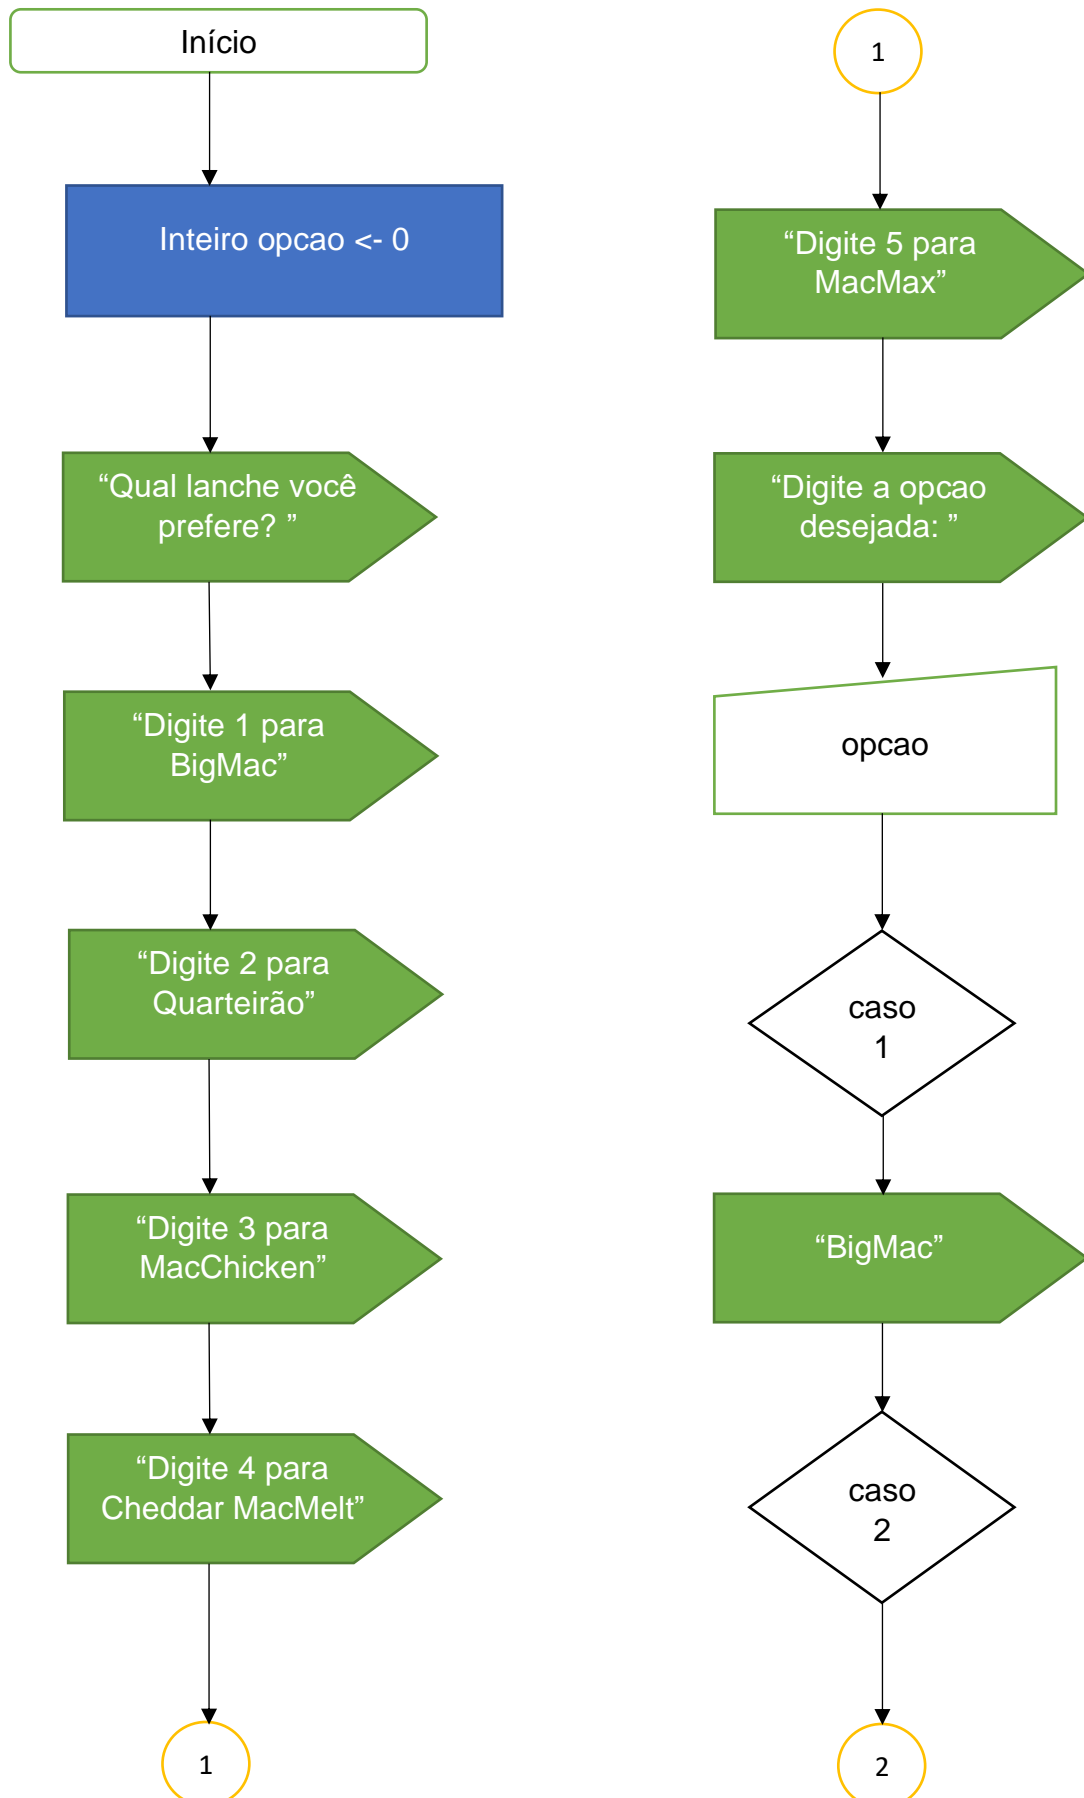 Início
Inteiro opcao <- 0
“Qual lanche você
prefere? ”
“Digite 1 para
BigMac”
“Digite 2 para
Quarteirão”
“Digite 3 para
MacChicken”
“Digite 4 para
Cheddar MacMelt”
1
1
“Digite 5 para
MacMax”
“Digite a opcao
desejada: ”
opcao
caso
1
“BigMac”
caso
2
2